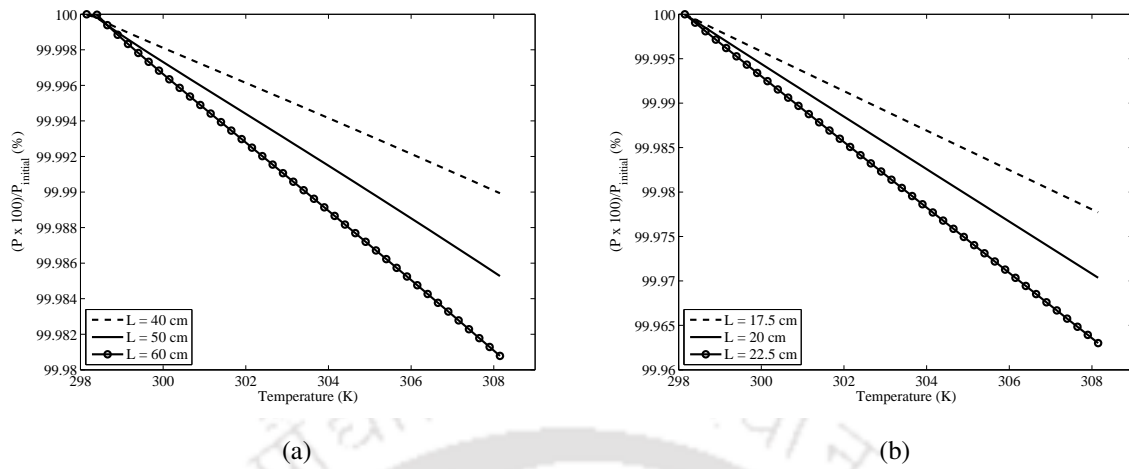 100
99.998
99.996
99.994
99.992
99.99
99.988
99.986
99.984
99.982
99.98
(P x 100)/P_initial (%)
L = 40 cm
L = 50 cm
L = 60 cm
298 300 302 304 306 308
Temperature (K)
(a)
100
99.995
99.99
99.985
99.98
99.975
99.97
99.965
99.96
(P x 100)/P_initial (%)
L = 17.5 cm
L = 20 cm
L = 22.5 cm
298 300 302 304 306 308
Temperature (K)
(b)